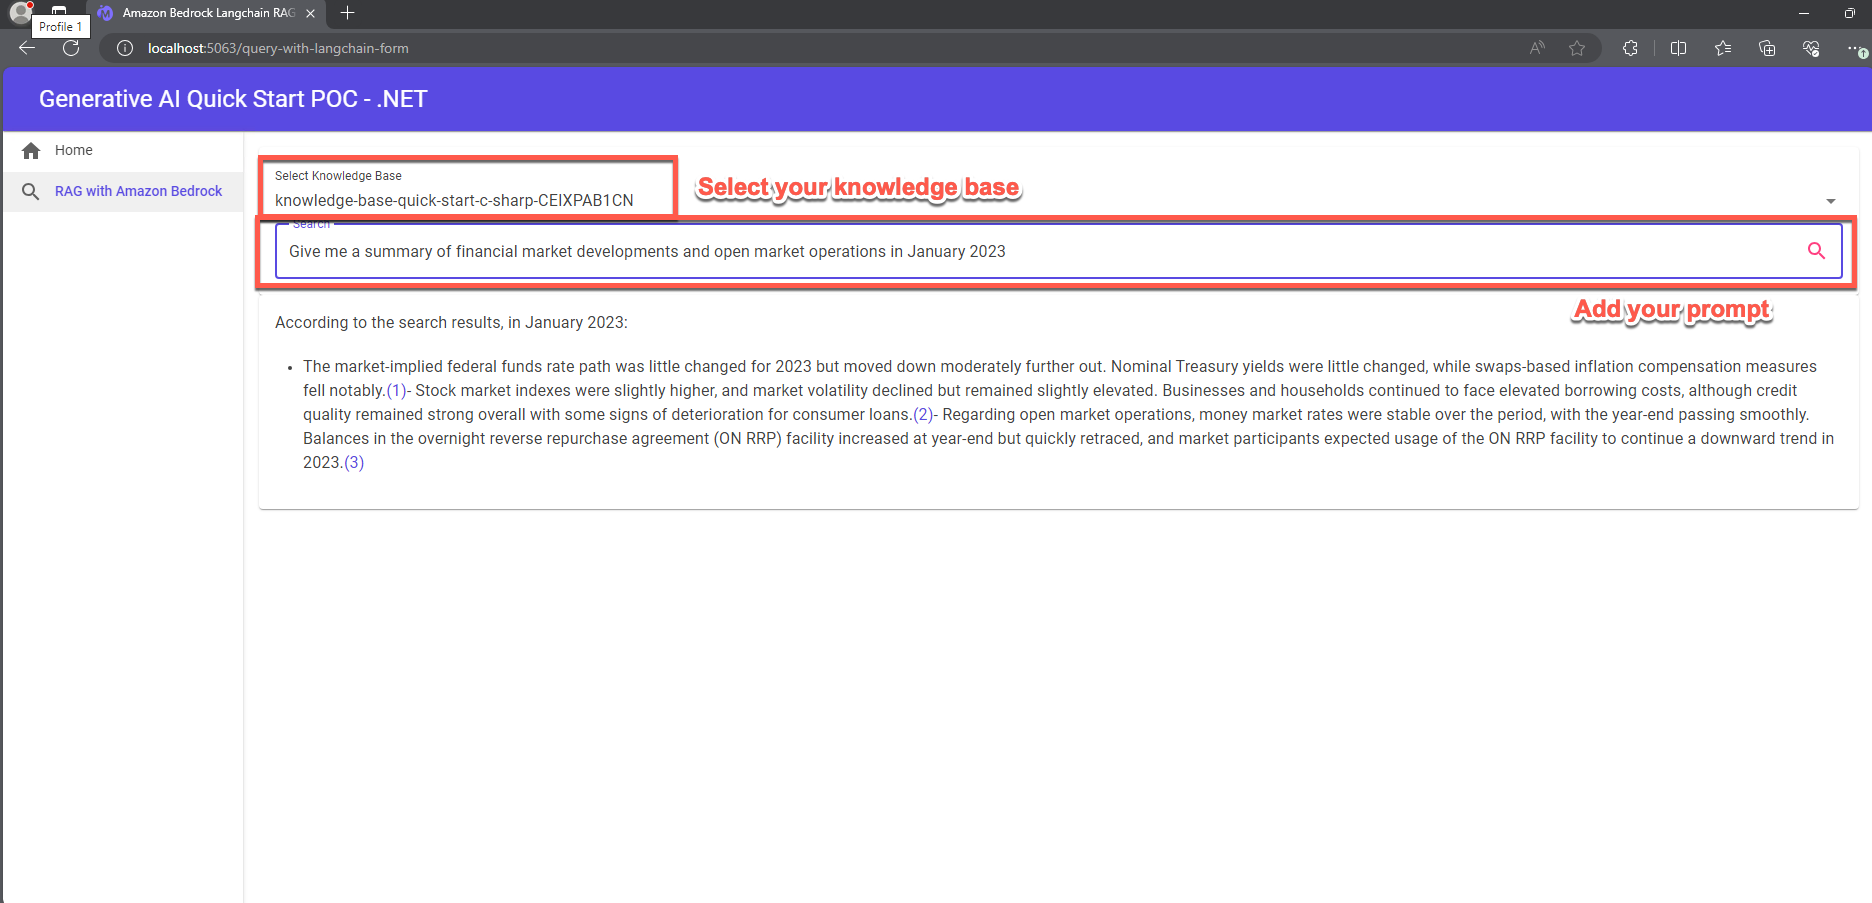 Amazon Bedrock Langchain RAG
Profile 1
localhost:5063/query-with-langchain-form
Generative AI Quick Start POC - .NET
Home
RAG with Amazon Bedrock
Select Knowledge Base
knowledge-base-quick-start-c-sharp-CEIXPAB1CN
Select your knowledge base
Search
Give me a summary of financial market developments and open market operations in January 2023
Add your prompt
According to the search results, in January 2023:
• The market-implied federal funds rate path was little changed for 2023 but moved down moderately further out. Nominal Treasury yields were little changed, while swaps-based inflation compensation measures
fell notably.(1)- Stock market indexes were slightly higher, and market volatility declined but remained slightly elevated. Businesses and households continued to face elevated borrowing costs, although credit
quality remained strong overall with some signs of deterioration for consumer loans.(2)- Regarding open market operations, money market rates were stable over the period, with the year-end passing smoothly.
Balances in the overnight reverse repurchase agreement (ON RRP) facility increased at year-end but quickly retraced, and market participants expected usage of the ON RRP facility to continue a downward trend in
2023.(3)